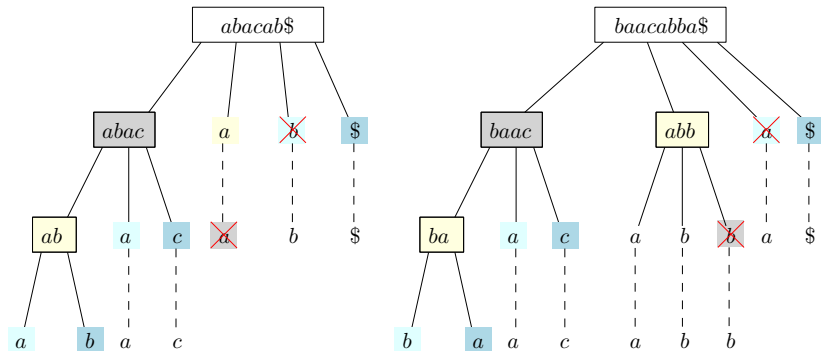 abacab$ baacabba$
abac a b $ baac abb a $
ab a c a b $ ba a c a b b a $
a b a c b a a c a b b